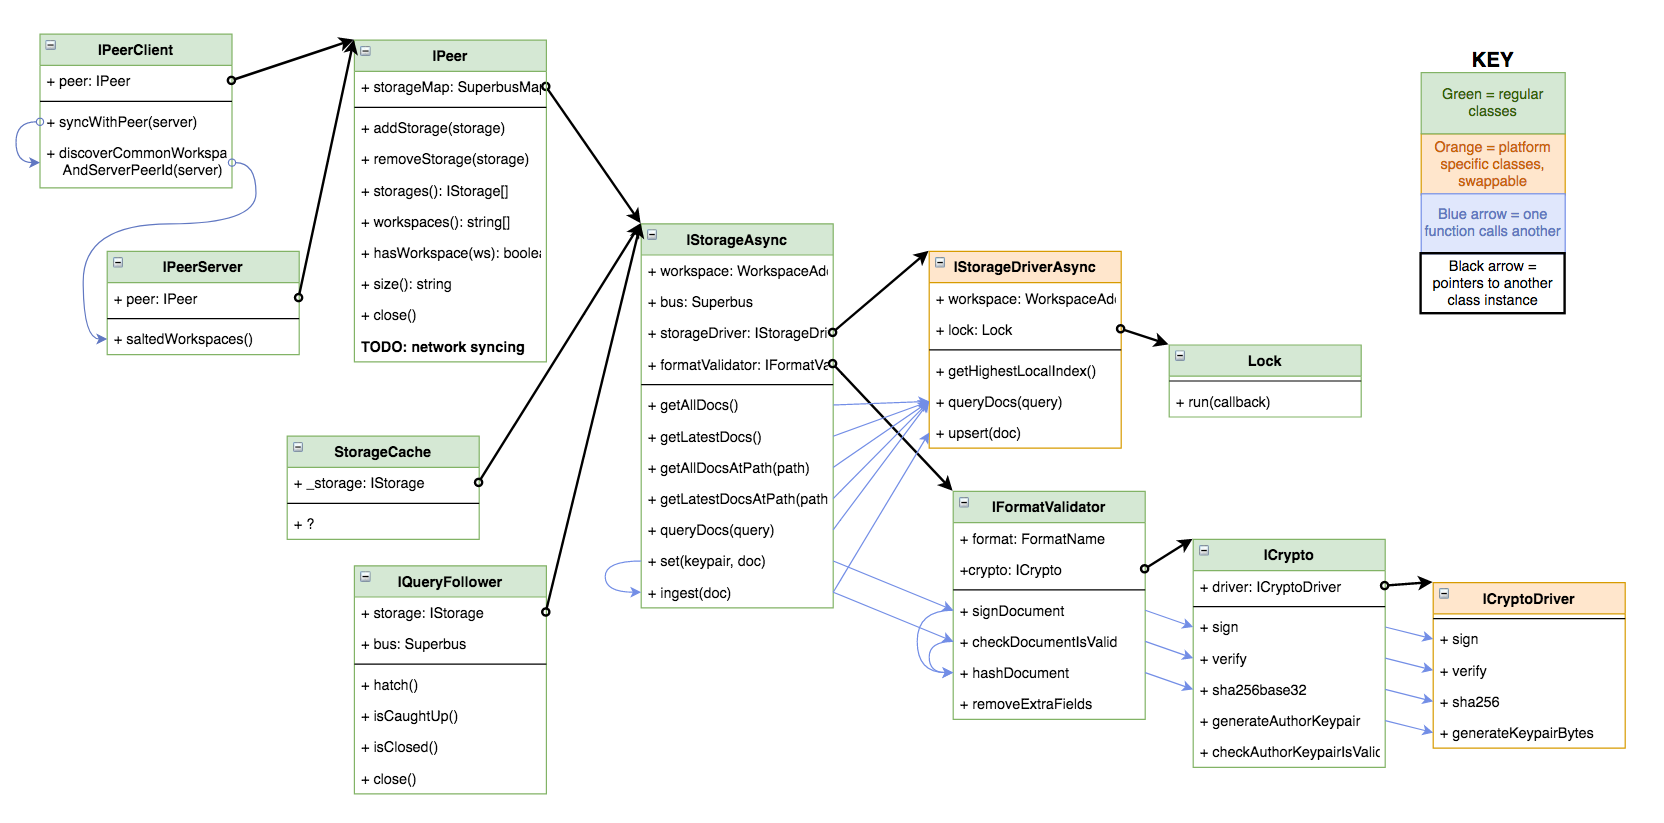 IPeerClient
+ peer: IPeer
+ syncWithPeer(server)
+ discoverCommonWorkspa
AndServerPeerId(server)
IPeerServer
+ peer: IPeer
+ saltedWorkspaces()
IPeer
+ storageMap: SuperbusMap
+ addStorage(storage)
+ removeStorage(storage)
+ storages(): IStorage[]
+ workspaces(): string[]
+ hasWorkspace(ws): boolea
+ size(): string
+ close()
TODO: network syncing
StorageCache
+ _storage: IStorage
+ ?
IQueryFollower
+ storage: IStorage
+ bus: Superbus
+ hatch()
+ isCaughtUp()
+ isClosed()
+ close()
IStorageAsync
+ workspace: WorkspaceAdd
+ bus: Superbus
+ storageDriver: IStorageDri
+ formatValidator: IFormatVa
+ getAllDocs()
+ getLatestDocs()
+ getAllDocsAtPath(path)
+ getLatestDocsAtPath(path
+ queryDocs(query)
+ set(keypair, doc)
+ ingest(doc)
IStorageDriverAsync
+ workspace: WorkspaceAdd
+ lock: Lock
+ getHighestLocalIndex()
+ queryDocs(query)
+ upsert(doc)
Lock
+ run(callback)
IFormatValidator
+ format: FormatName
+crypto: ICrypto
+ signDocument
+ checkDocumentIsValid
+ hashDocument
+ removeExtraFields
ICrypto
+ driver: ICryptoDriver
+ sign
+ verify
+ sha256base32
+ generateAuthorKeypair
+ checkAuthorKeypairIsValid
ICryptoDriver
+ sign
+ verify
+ sha256
+ generateKeypairBytes
KEY
Green = regular
classes
Orange = platform
specific classes,
swappable
Blue arrow = one
function calls another
Black arrow =
pointers to another
class instance